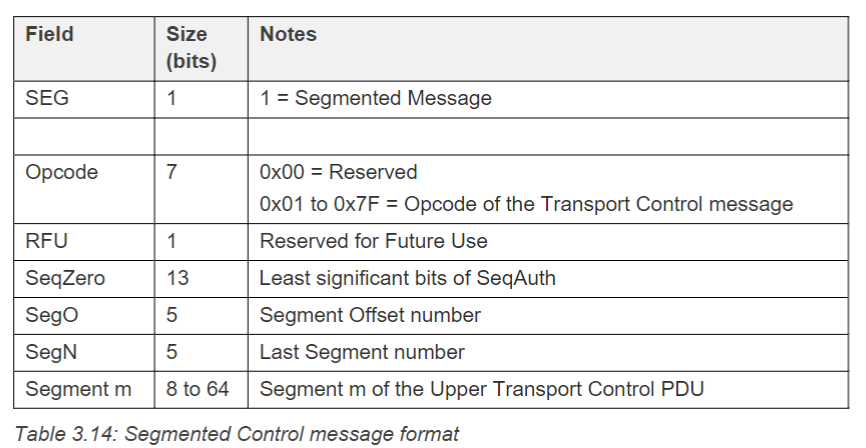 Field Size (bits) Notes
SEG 1 1 = Segmented Message
Opcode 7 0x00 = Reserved
0x01 to 0x7F = Opcode of the Transport Control message
RFU 1 Reserved for Future Use
SeqZero 13 Least significant bits of SeqAuth
SegO 5 Segment Offset number
SegN 5 Last Segment number
Segment m 8 to 64 Segment m of the Upper Transport Control PDU
Table 3.14: Segmented Control message format